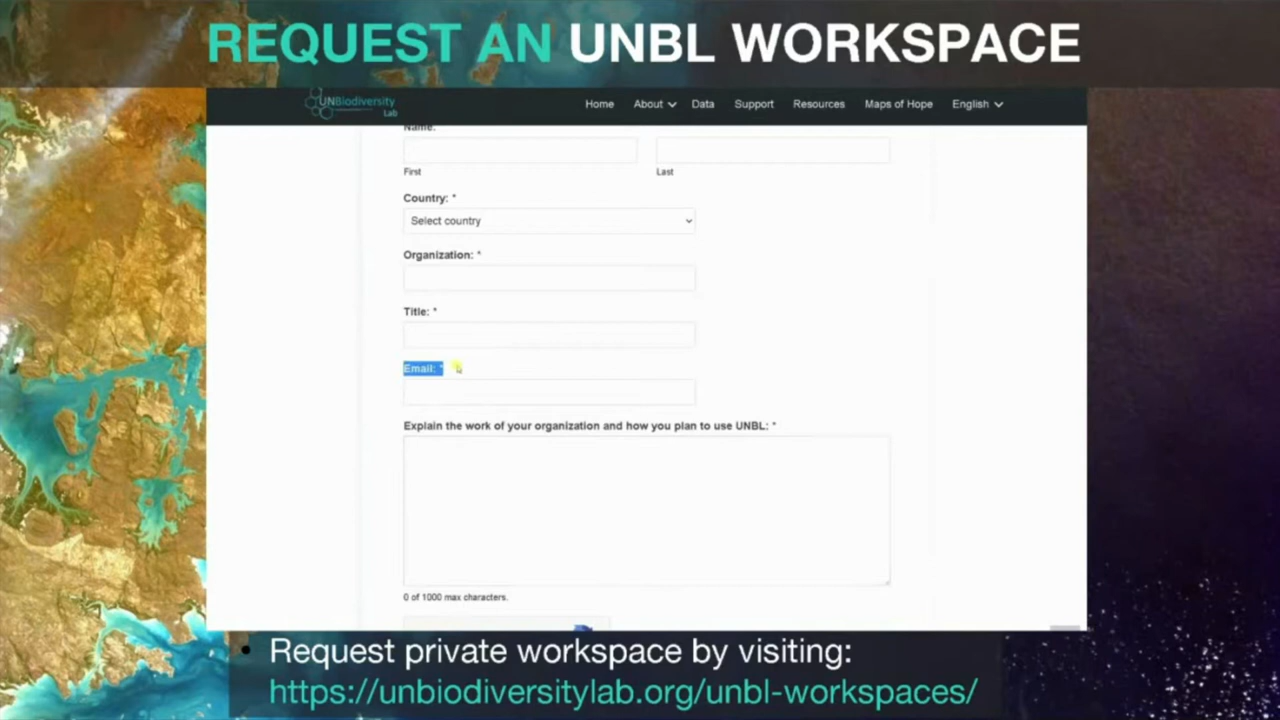 REQUEST AN UNBL WORKSPACE
UNBiodiversity
Lab
Home About Data Support Resources Maps of Hope English
Name:
First Last
Country: *
Select country
Organization: *
Title: *
Email: *
Explain the work of your organization and how you plan to use UNBL: *
0 of 1000 max characters.
• Request private workspace by visiting:
https://unbiodiversitylab.org/unbl-workspaces/